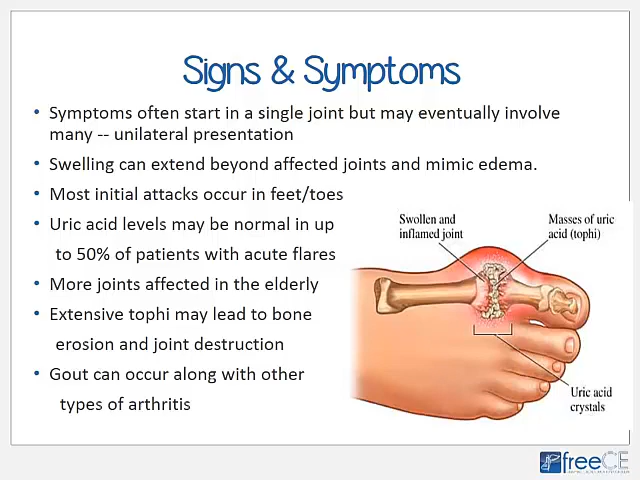 Signs & Symptoms
• Symptoms often start in a single joint but may eventually involve
many -- unilateral presentation
• Swelling can extend beyond affected joints and mimic edema.
• Most initial attacks occur in feet/toes
• Uric acid levels may be normal in up
to 50% of patients with acute flares
• More joints affected in the elderly
• Extensive tophi may lead to bone
erosion and joint destruction
• Gout can occur along with other
types of arthritis
Swollen and
inflamed joint
Masses of uric
acid (tophi)
Uric acid
crystals
freeCE